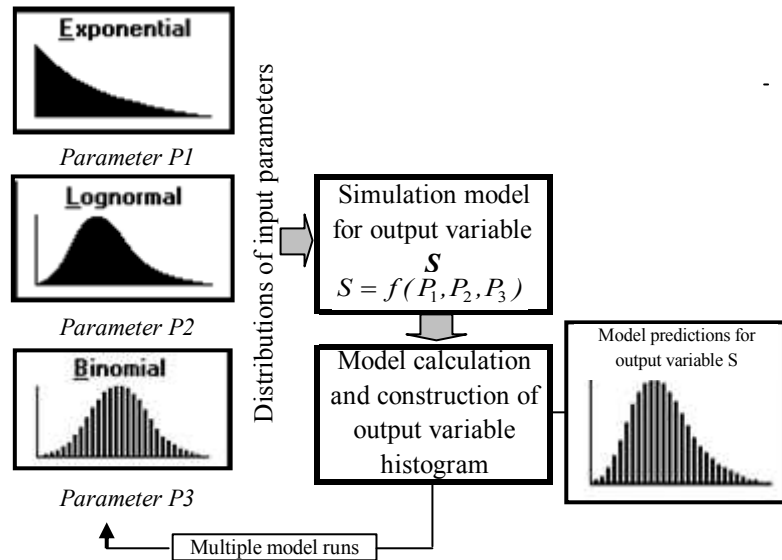 Exponential
Parameter P1
Lognormal
Parameter P2
Binomial
Parameter P3
Distributions of input parameters
Simulation model
for output variable
S
S = f( P₁,P₂,P₃ )
Model calculation
and construction of
output variable
histogram
Model predictions for
output variable S
Multiple model runs
-